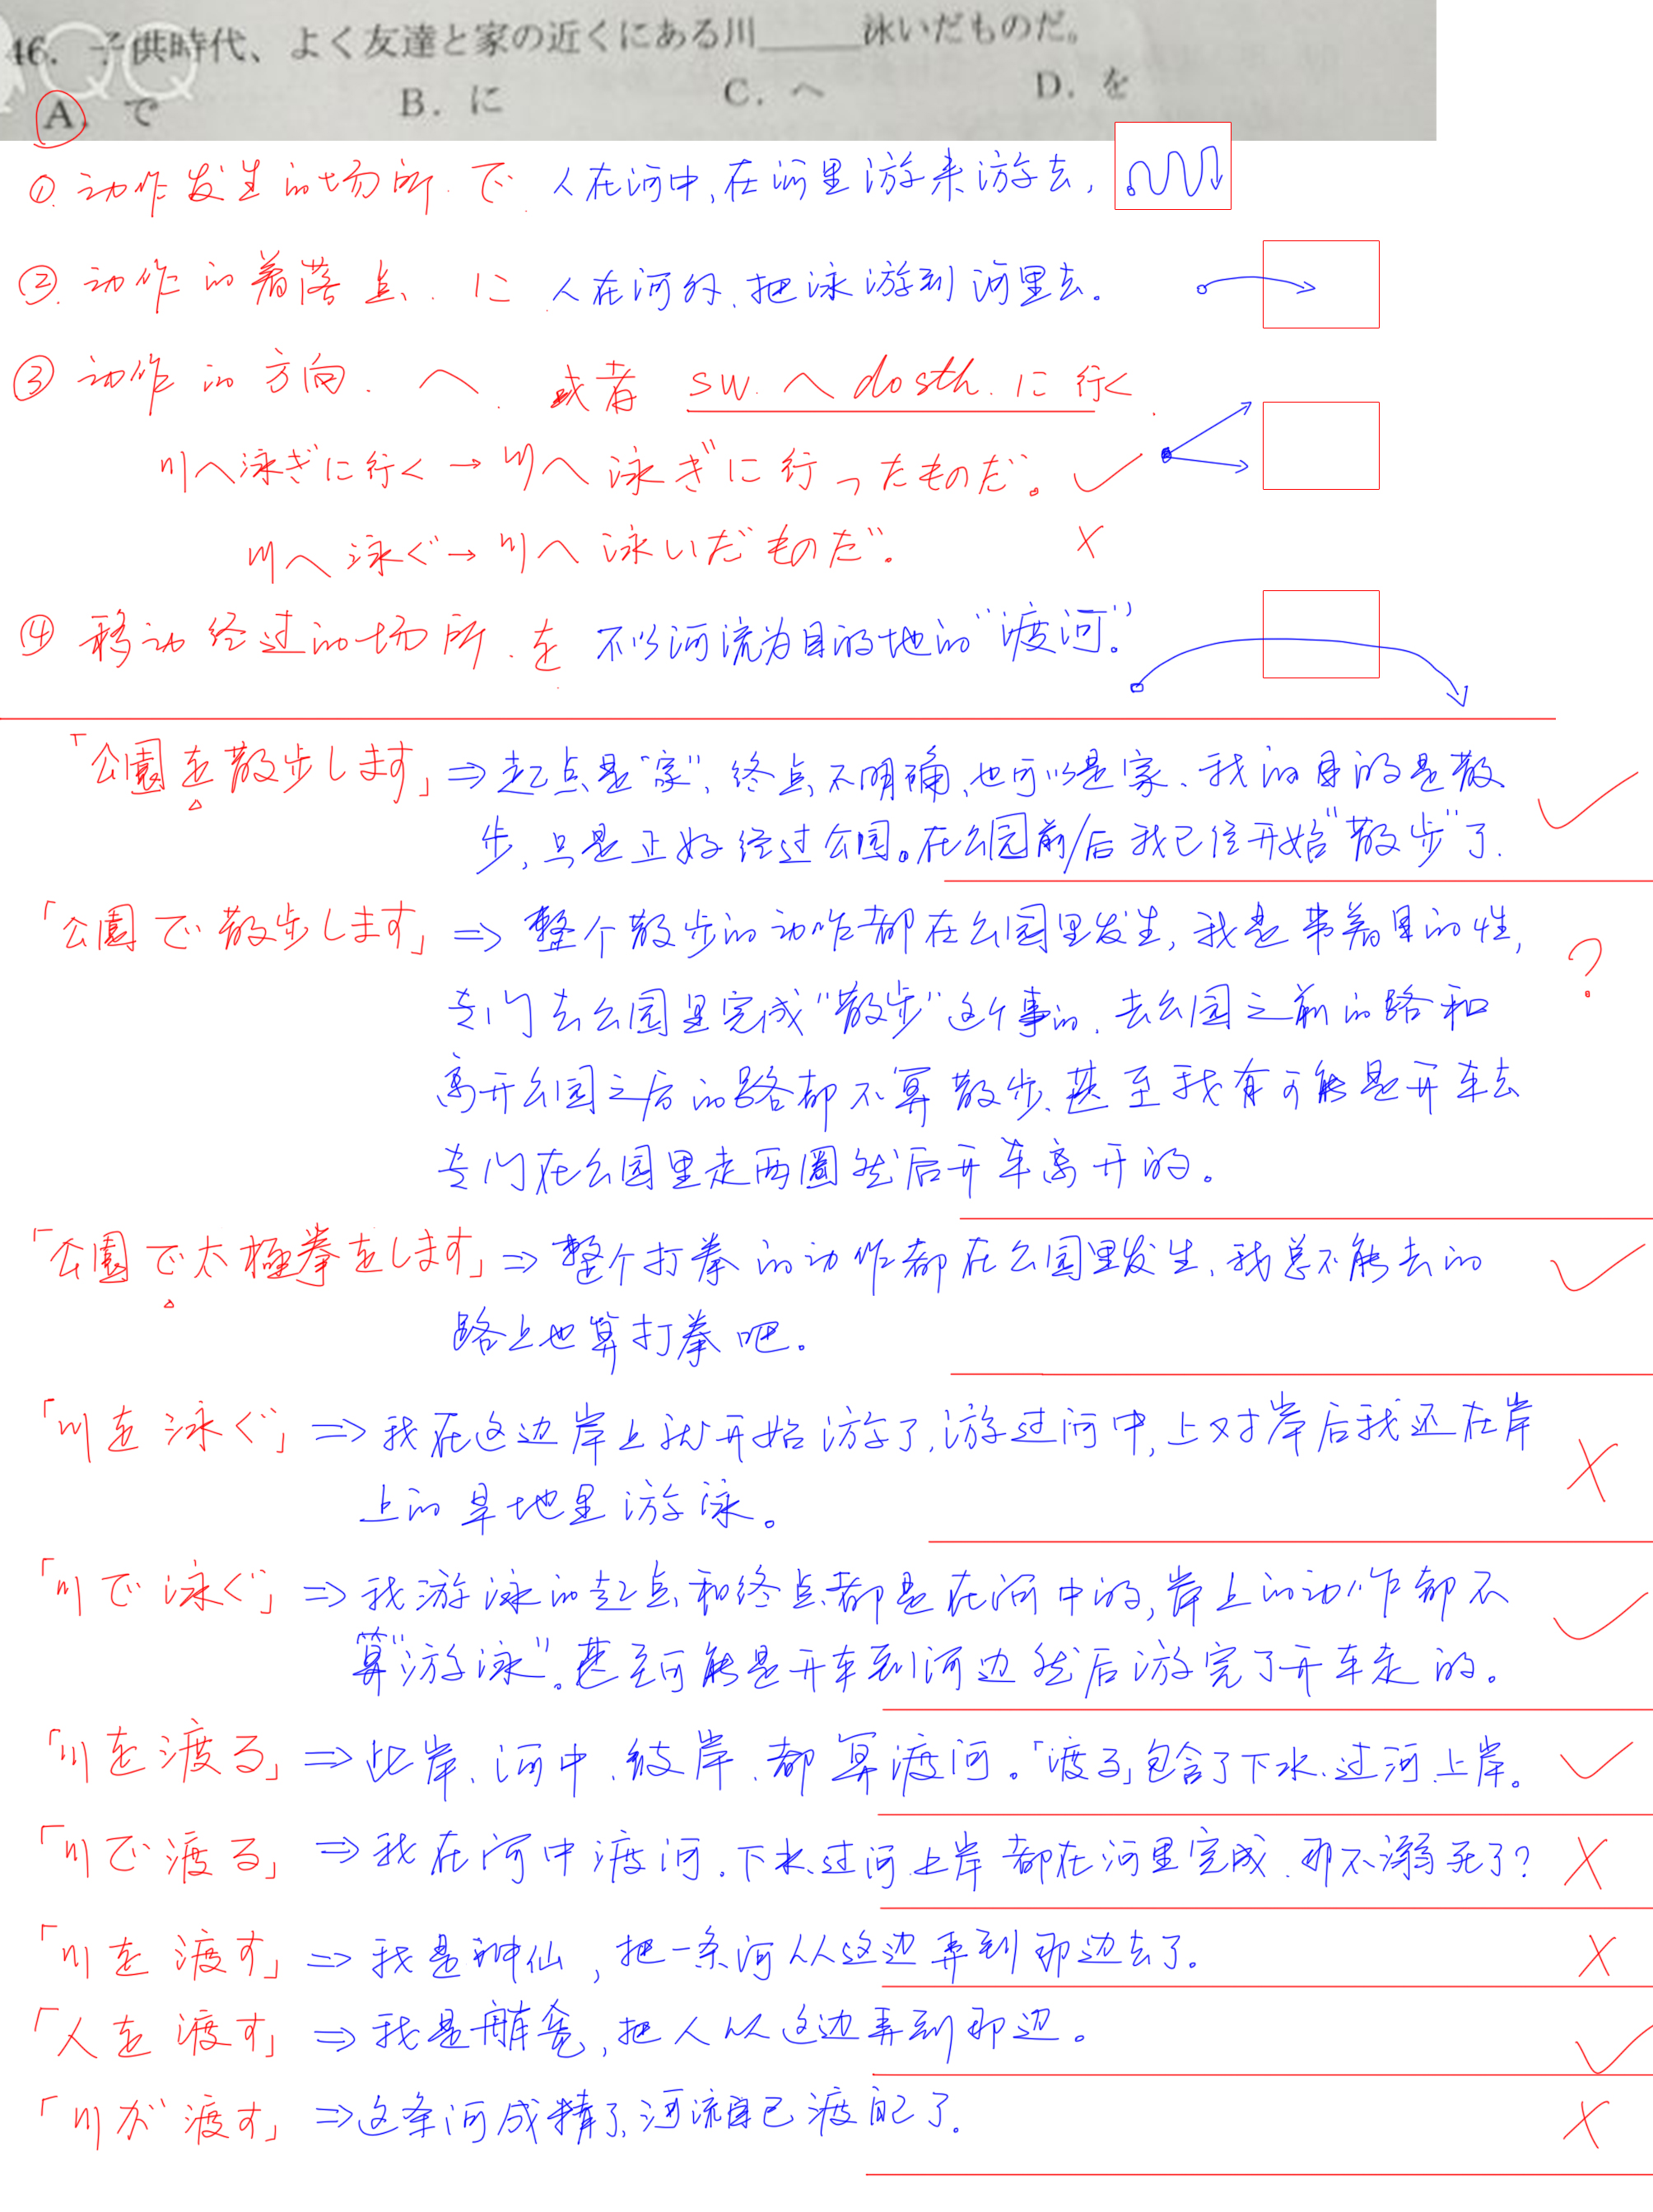 46. 子供時代、よく友達と家の近くにある川____泳いだものだ。
A. で B. に C. へ D. を
① 动作发生的场所. で. 人在河中,在河里游来游去,
②. 动作的着落点. に 人在河外,把泳游到河里去。
③ 动作的方向. へ. 或者 sw. へ do sth. に 行く.
川へ泳ぎに行く → 川へ泳ぎに行ったものだ。 ✓
川へ泳ぐ → 川へ泳いだものだ。 ×
④ 移动经过的场所. を 不以河流为目的地的“渡河”.
「公園を散歩します」 ⇒ 起点是“家”, 终点不明确,也可以是家、我的目的是散
步, 只是正好经过公园。在公园前/后我已经开始“散步”了. ✓
「公園で散歩します」 ⇒ 整个散步的动作都在公园里发生, 我是带着目的性, ?
专门去公园里完成“散步”这个事的, 去公园之前的路和
离开公园之后的路都不算散步、甚至我有可能是开车去
专门在公园里走两圈然后开车离开的。
「公園で太極拳をします」 ⇒ 整个打拳的动作都在公园里发生, 我总不能去的 ✓
路上也算打拳吧。
「川を泳ぐ」 ⇒ 我在这边岸上就开始游了,游过河中, 上对岸后我还在岸 ×
上的旱地里游泳。
「川で泳ぐ」 ⇒ 我游泳的起点和终点都是在河中的, 岸上的动作都不 ✓
算“游泳”。甚至可能是开车到河边然后游完了开车走的。
「川を渡る」 ⇒ 此岸、河中、彼岸、都算渡河。「渡る」包含了下水、过河、上岸。 ✓
「川で渡る」 ⇒ 我在河中渡河. 下水、过河、上岸都在河里完成、那不溺死了? ×
「川を渡す」 ⇒ 我是神仙, 把一条河从这边弄到那边去了. ×
「人を渡す」 ⇒ 我是船舱, 把人从这边弄到那边。 ✓
「川が渡す」 ⇒ 这条河成精了,河流自己渡自己了. ×